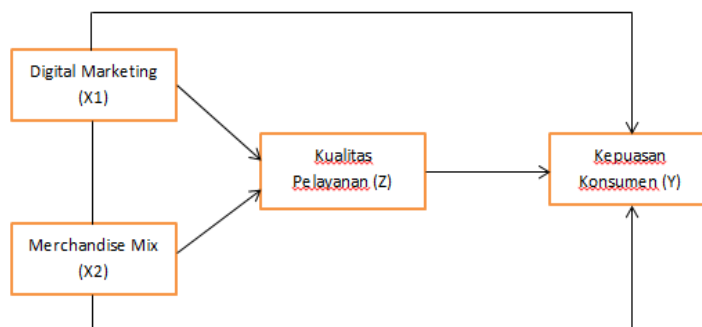 Digital Marketing
(X1)
Kualitas
Pelayanan (Z)
Kepuasan
Konsumen (Y)
Merchandise Mix
(X2)